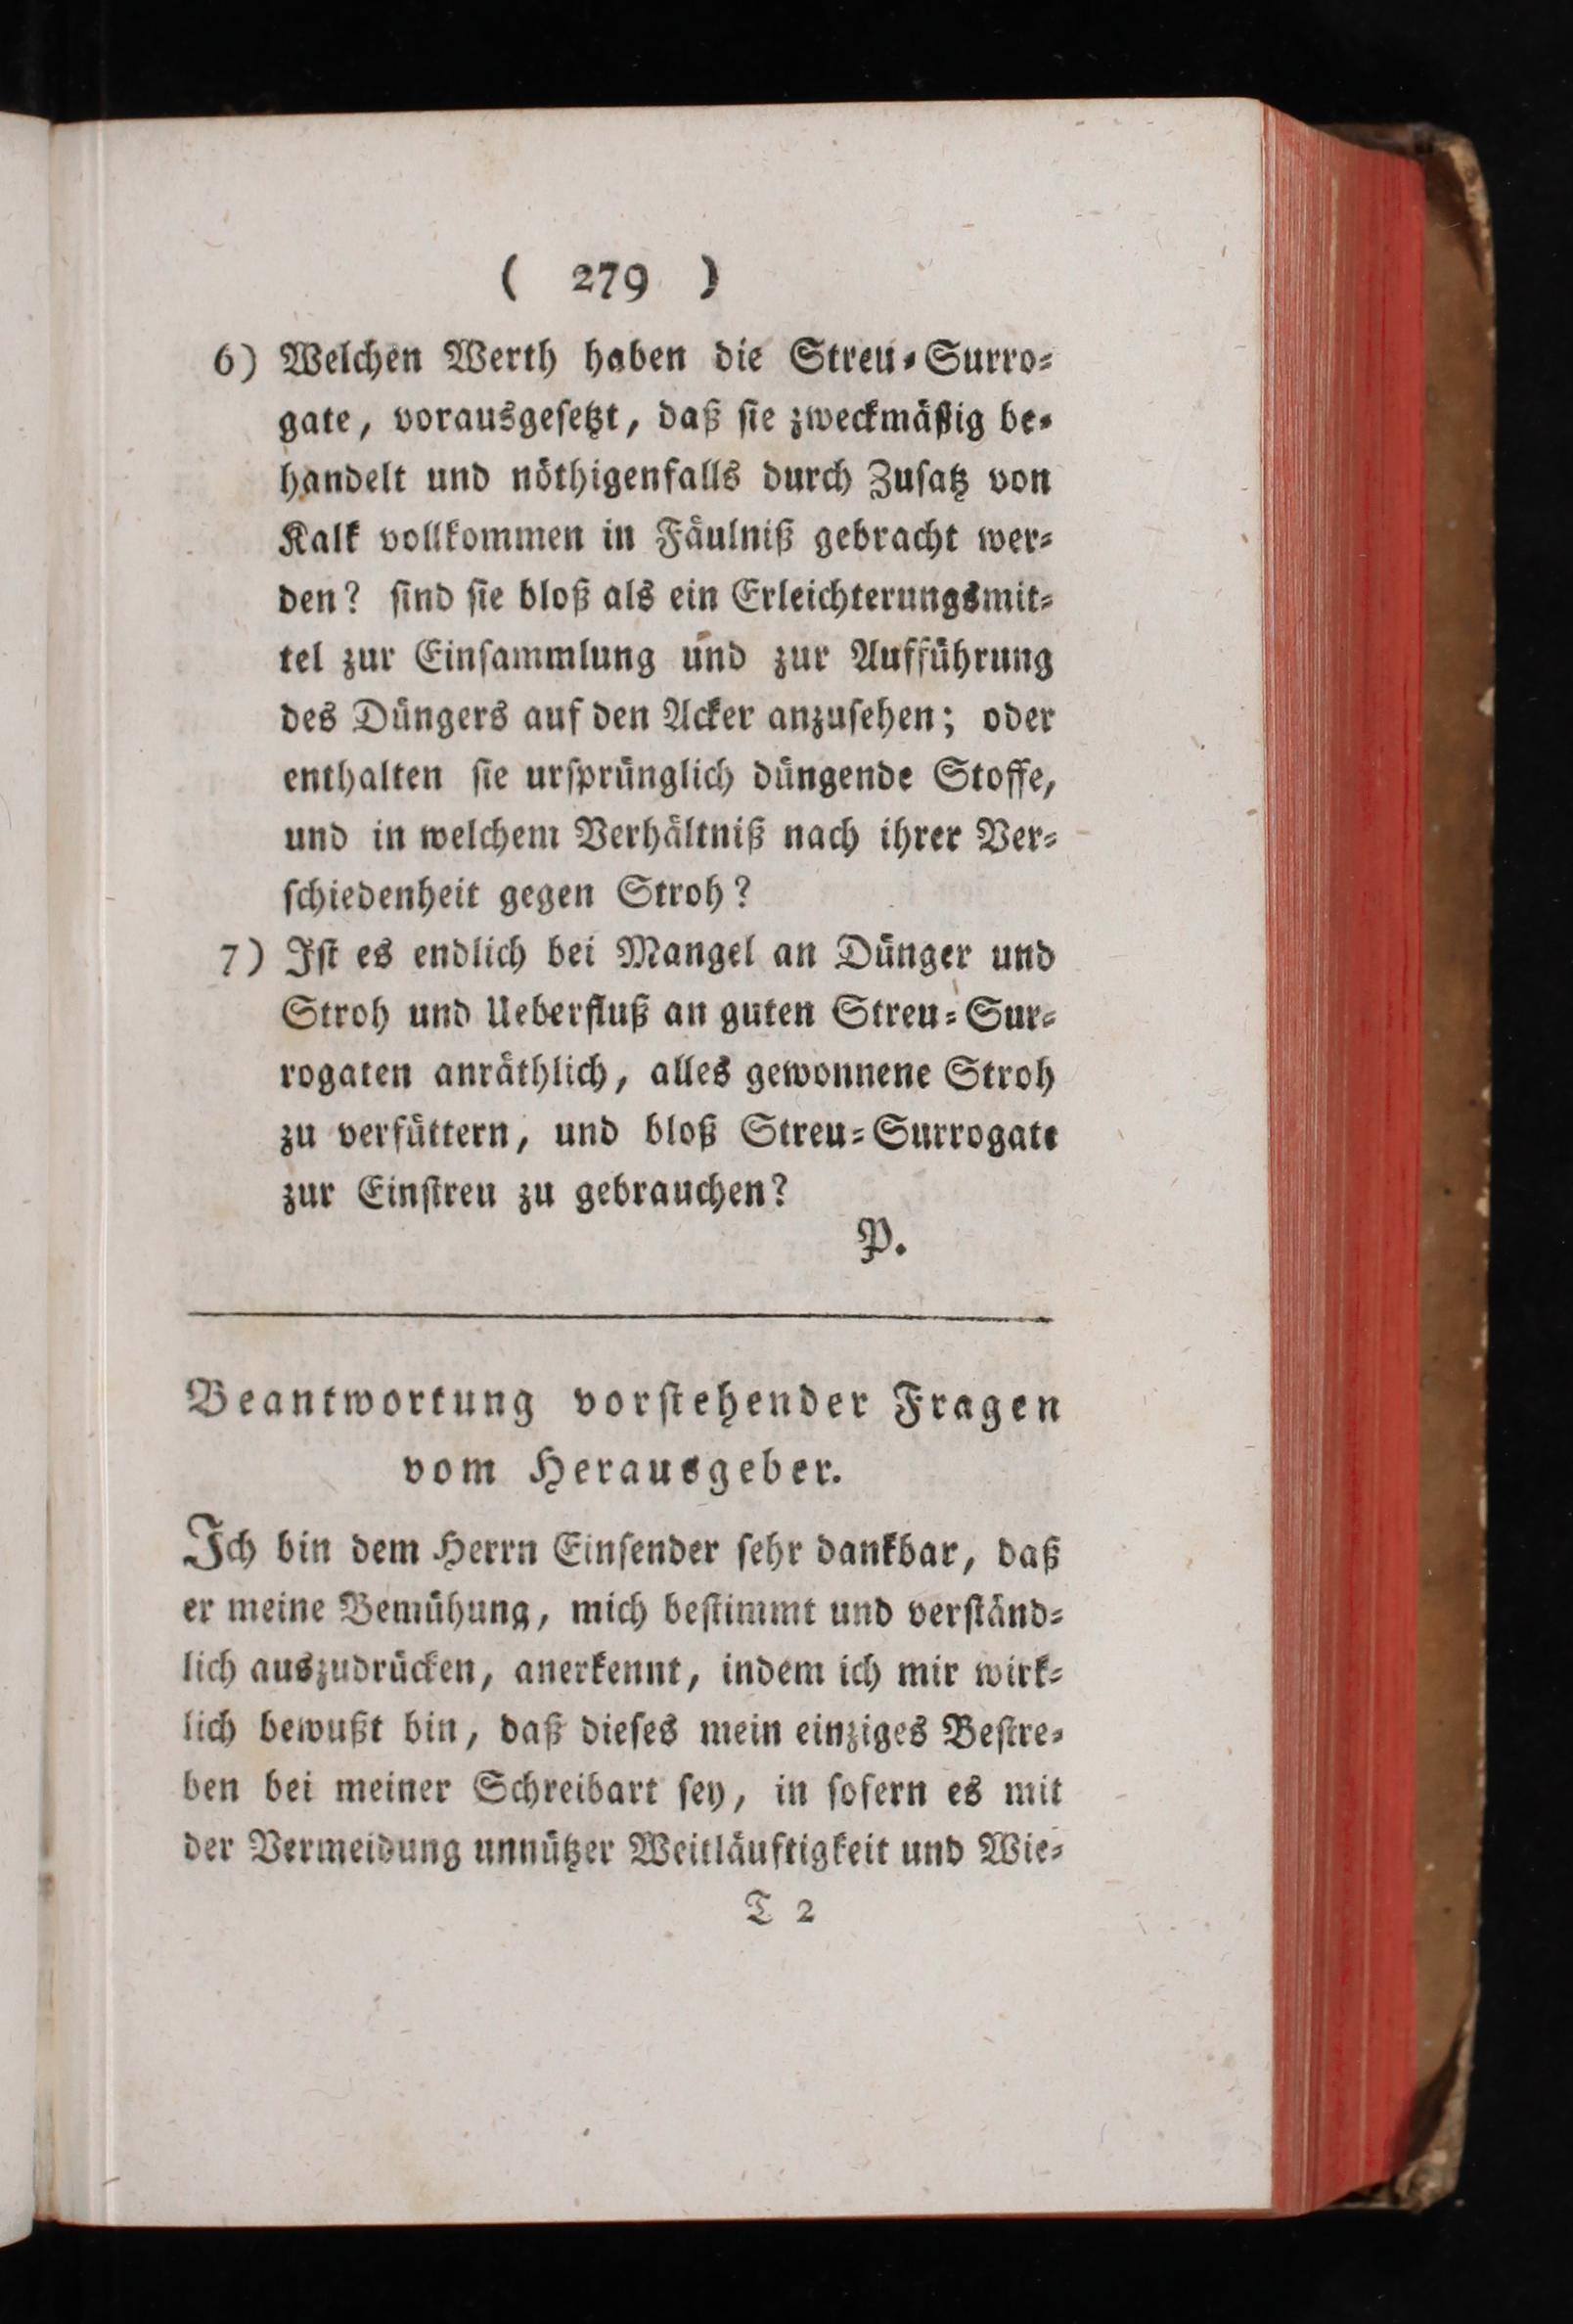 ( 279 )
6) Welchen Werth haben die Streu-Surro-
gate, vorausgesetzt, daß sie zweckmäßig be-
handelt und nöthigenfalls durch Zusatz von
Kalk vollkommen in Fäulniß gebracht wer-
den? sind sie bloß als ein Erleichterungsmit-
tel zur Einsammlung und zur Aufführung
des Düngers auf den Acker anzusehen; oder
enthalten sie ursprünglich düngende Stoffe,
und in welchem Verhältniß nach ihrer Ver-
schiedenheit gegen Stroh?
7) Ist es endlich bei Mangel an Dünger und
Stroh und Ueberfluß an guten Streu-Sur-
rogaten anräthlich, alles gewonnene Stroh
zu verfüttern, und bloß Streu-Surrogate
zur Einstreu zu gebrauchen?
P.
Beantwortung vorstehender Fragen
vom Herausgeber.
Ich bin dem Herrn Einsender sehr dankbar, daß
er meine Bemühung, mich bestimmt und verständ-
lich auszudrücken, anerkennt, indem ich mir wirk-
lich bewußt bin, daß dieses mein einziges Bestre-
ben bei meiner Schreibart sey, in sofern es mit
der Vermeidung unnützer Weitläuftigkeit und Wie-
T 2